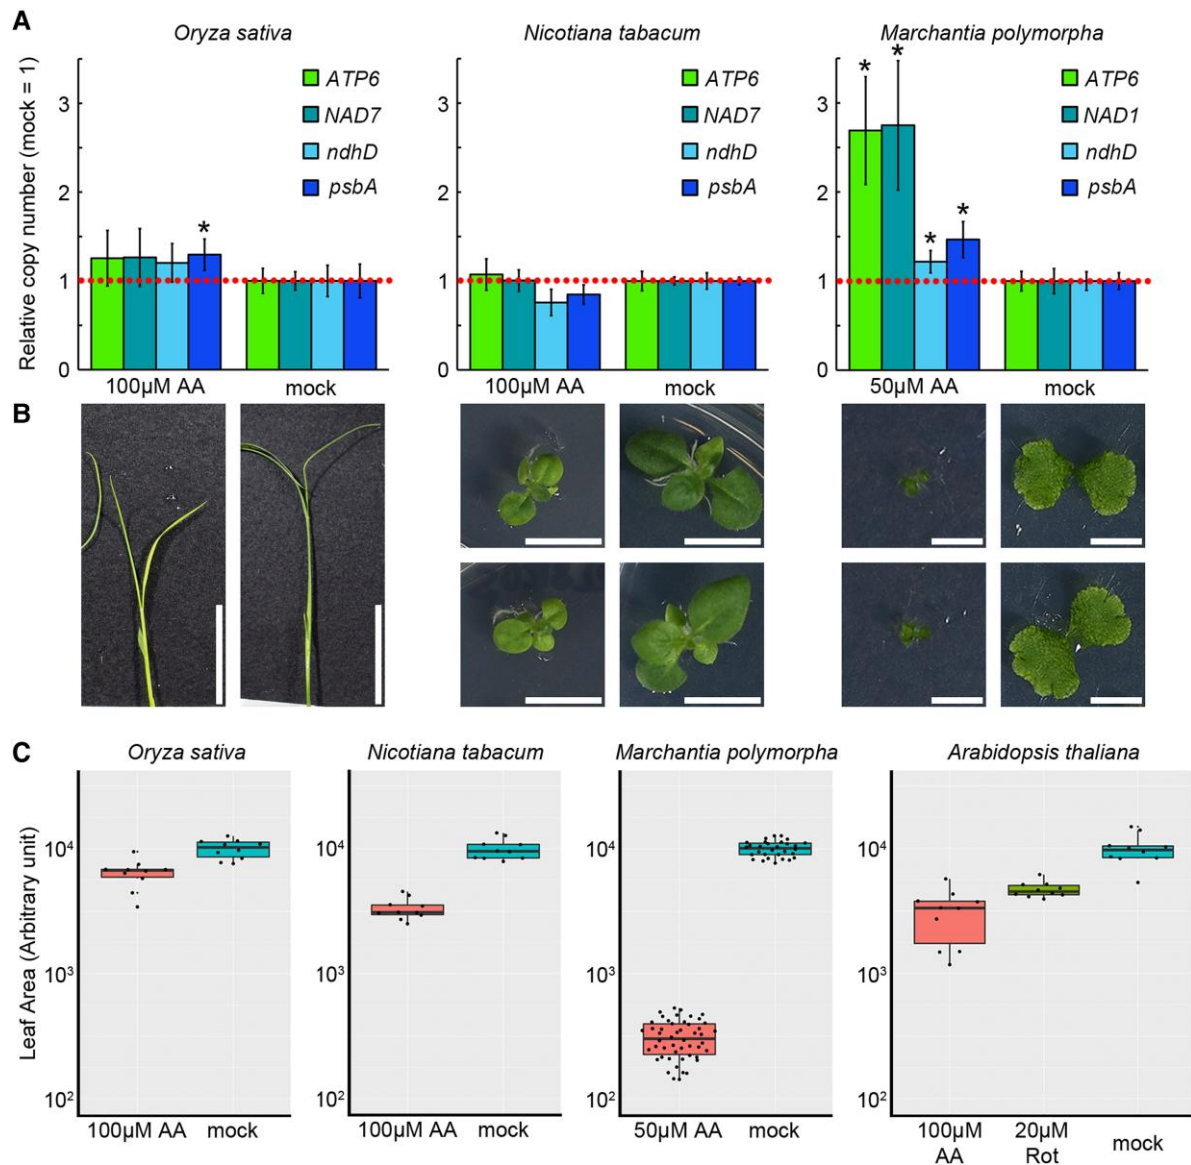 A
Oryza sativa
Nicotiana tabacum
Marchantia polymorpha
Relative copy number (mock = 1)
3
2
1
0
ATP6
NAD7
ndhD
psbA
*
100µM AA
mock
3
2
1
0
ATP6
NAD7
ndhD
psbA
100µM AA
mock
3
2
1
0
* *
* *
ATP6
NAD1
ndhD
psbA
50µM AA
mock
B
C
Oryza sativa
Nicotiana tabacum
Marchantia polymorpha
Arabidopsis thaliana
Leaf Area (Arbitrary unit)
10⁴
10³
10²
100µM AA
mock
10⁴
10³
10²
100µM AA
mock
10⁴
10³
10²
50µM AA
mock
10⁴
10³
10²
100µM
AA
20µM
Rot
mock